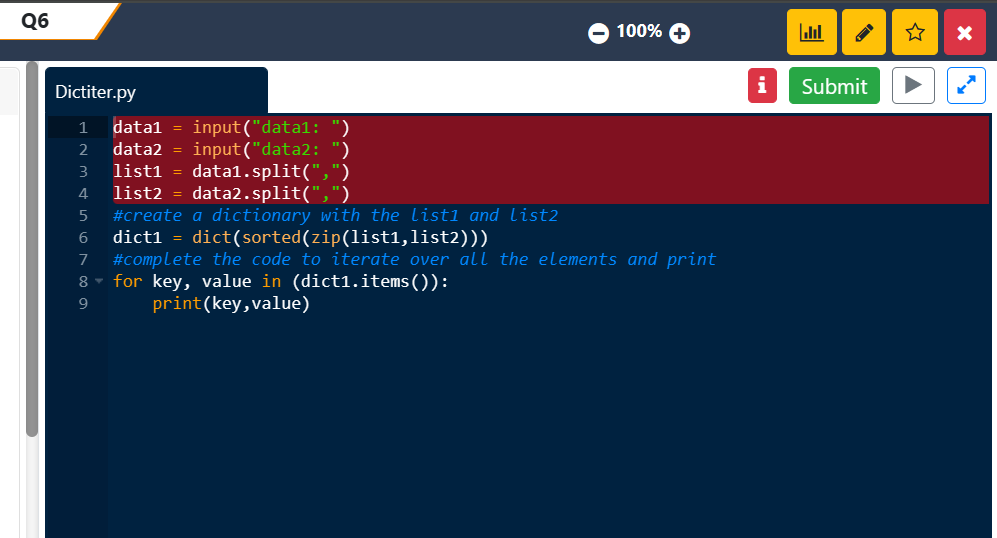 Q6
100%
Dictiter.py
Submit
1 data1 = input("data1: ")
2 data2 = input("data2: ")
3 list1 = data1.split(",")
4 list2 = data2.split(",")
5 #create a dictionary with the list1 and list2
6 dict1 = dict(sorted(zip(list1,list2)))
7 #complete the code to iterate over all the elements and print
8 for key, value in (dict1.items()):
9     print(key,value)